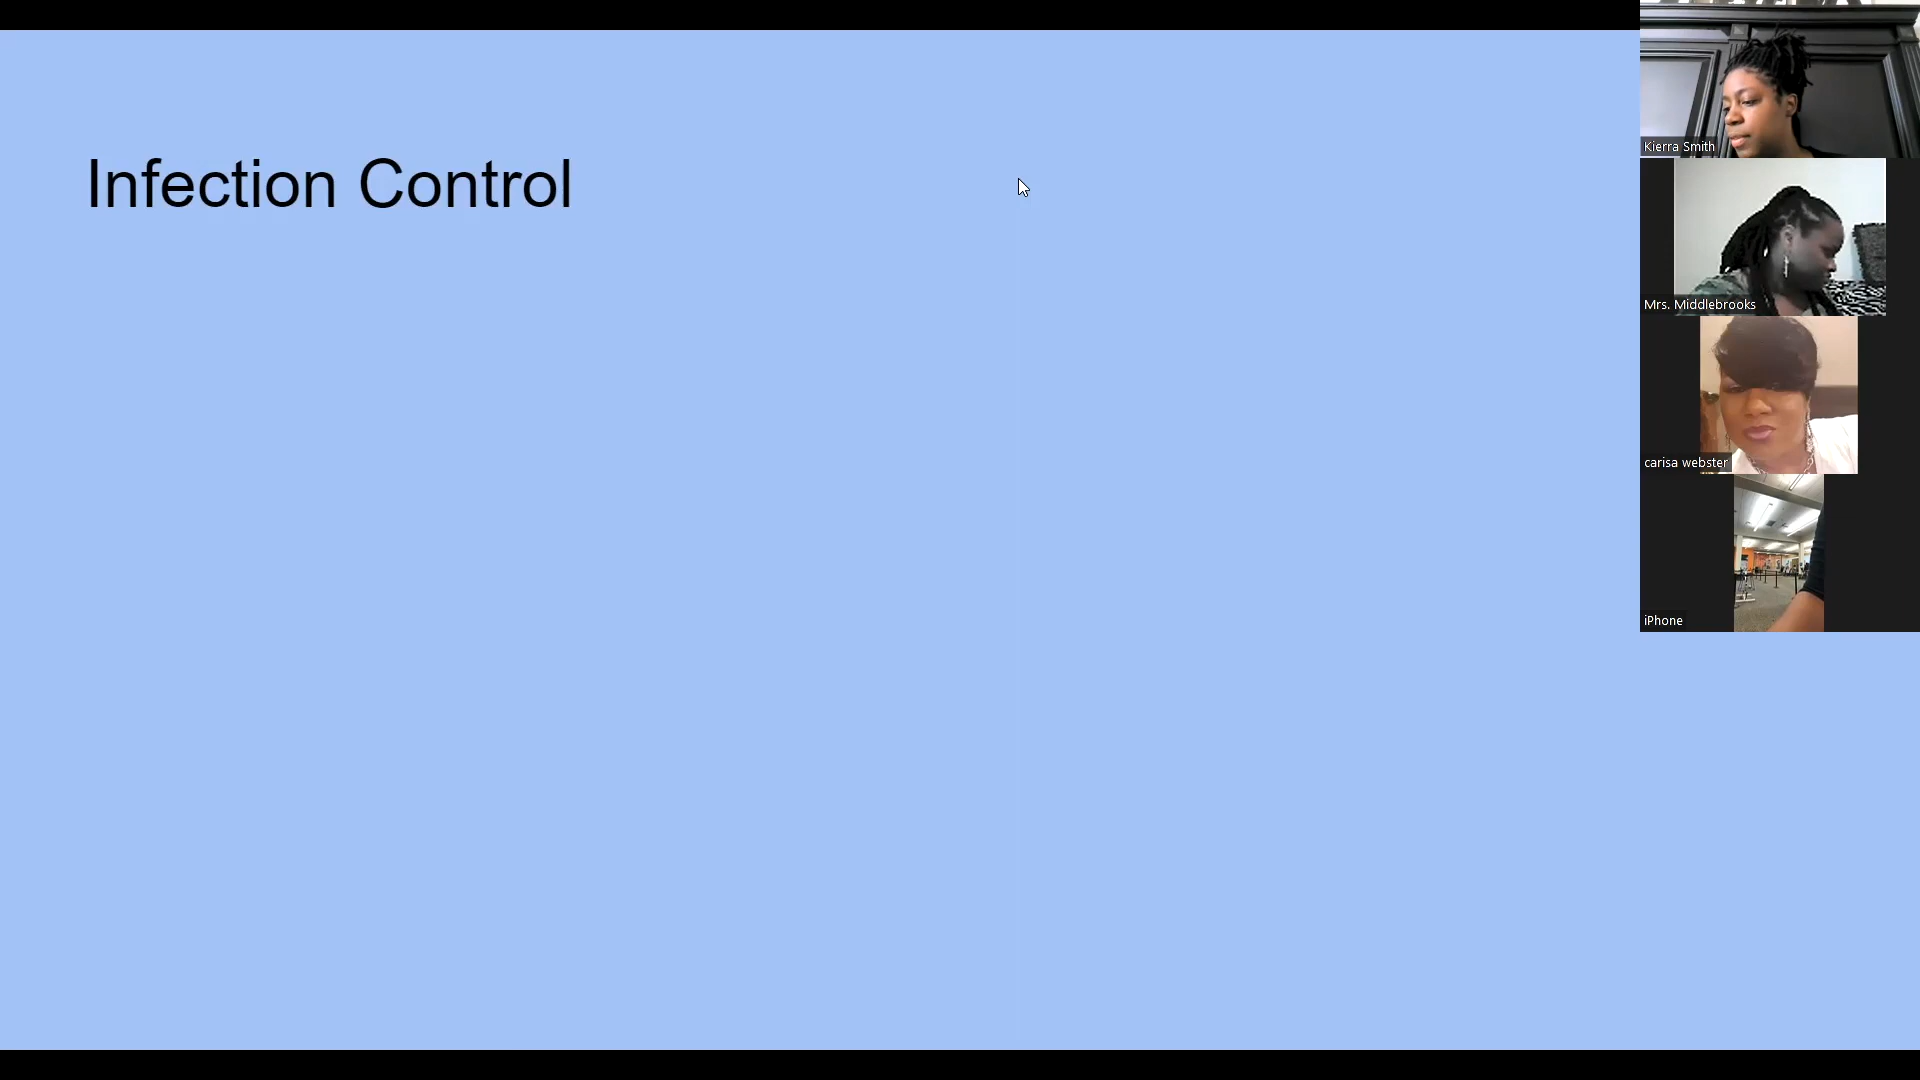 Infection Control
Kierra Smith
Mrs. Middlebrooks
carisa webster
iPhone